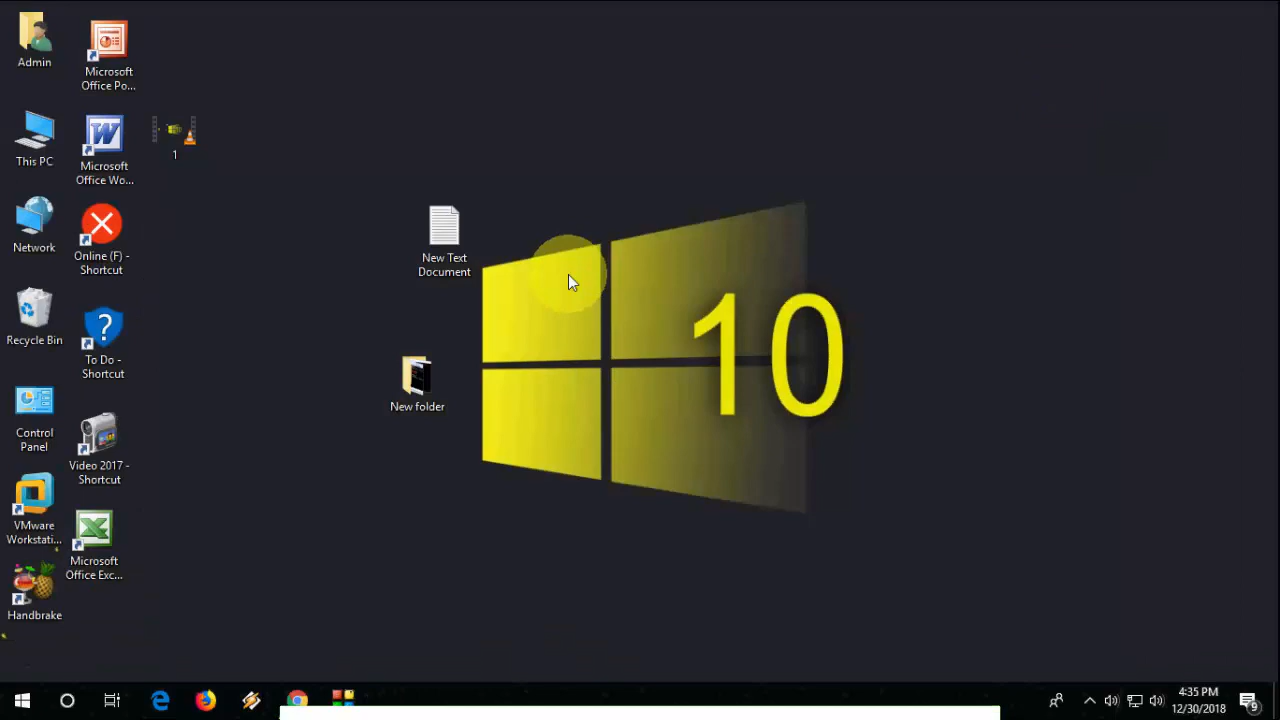 Admin
Microsoft
Office Po...
This PC
Microsoft
Office Wo...
1
Network
Online (F) -
Shortcut
New Text
Document
Recycle Bin
To Do -
Shortcut
10
New folder
Control
Panel
Video 2017 -
Shortcut
VMware
Workstati...
Microsoft
Office Exc...
Handbrake
4:35 PM
12/30/2018
9